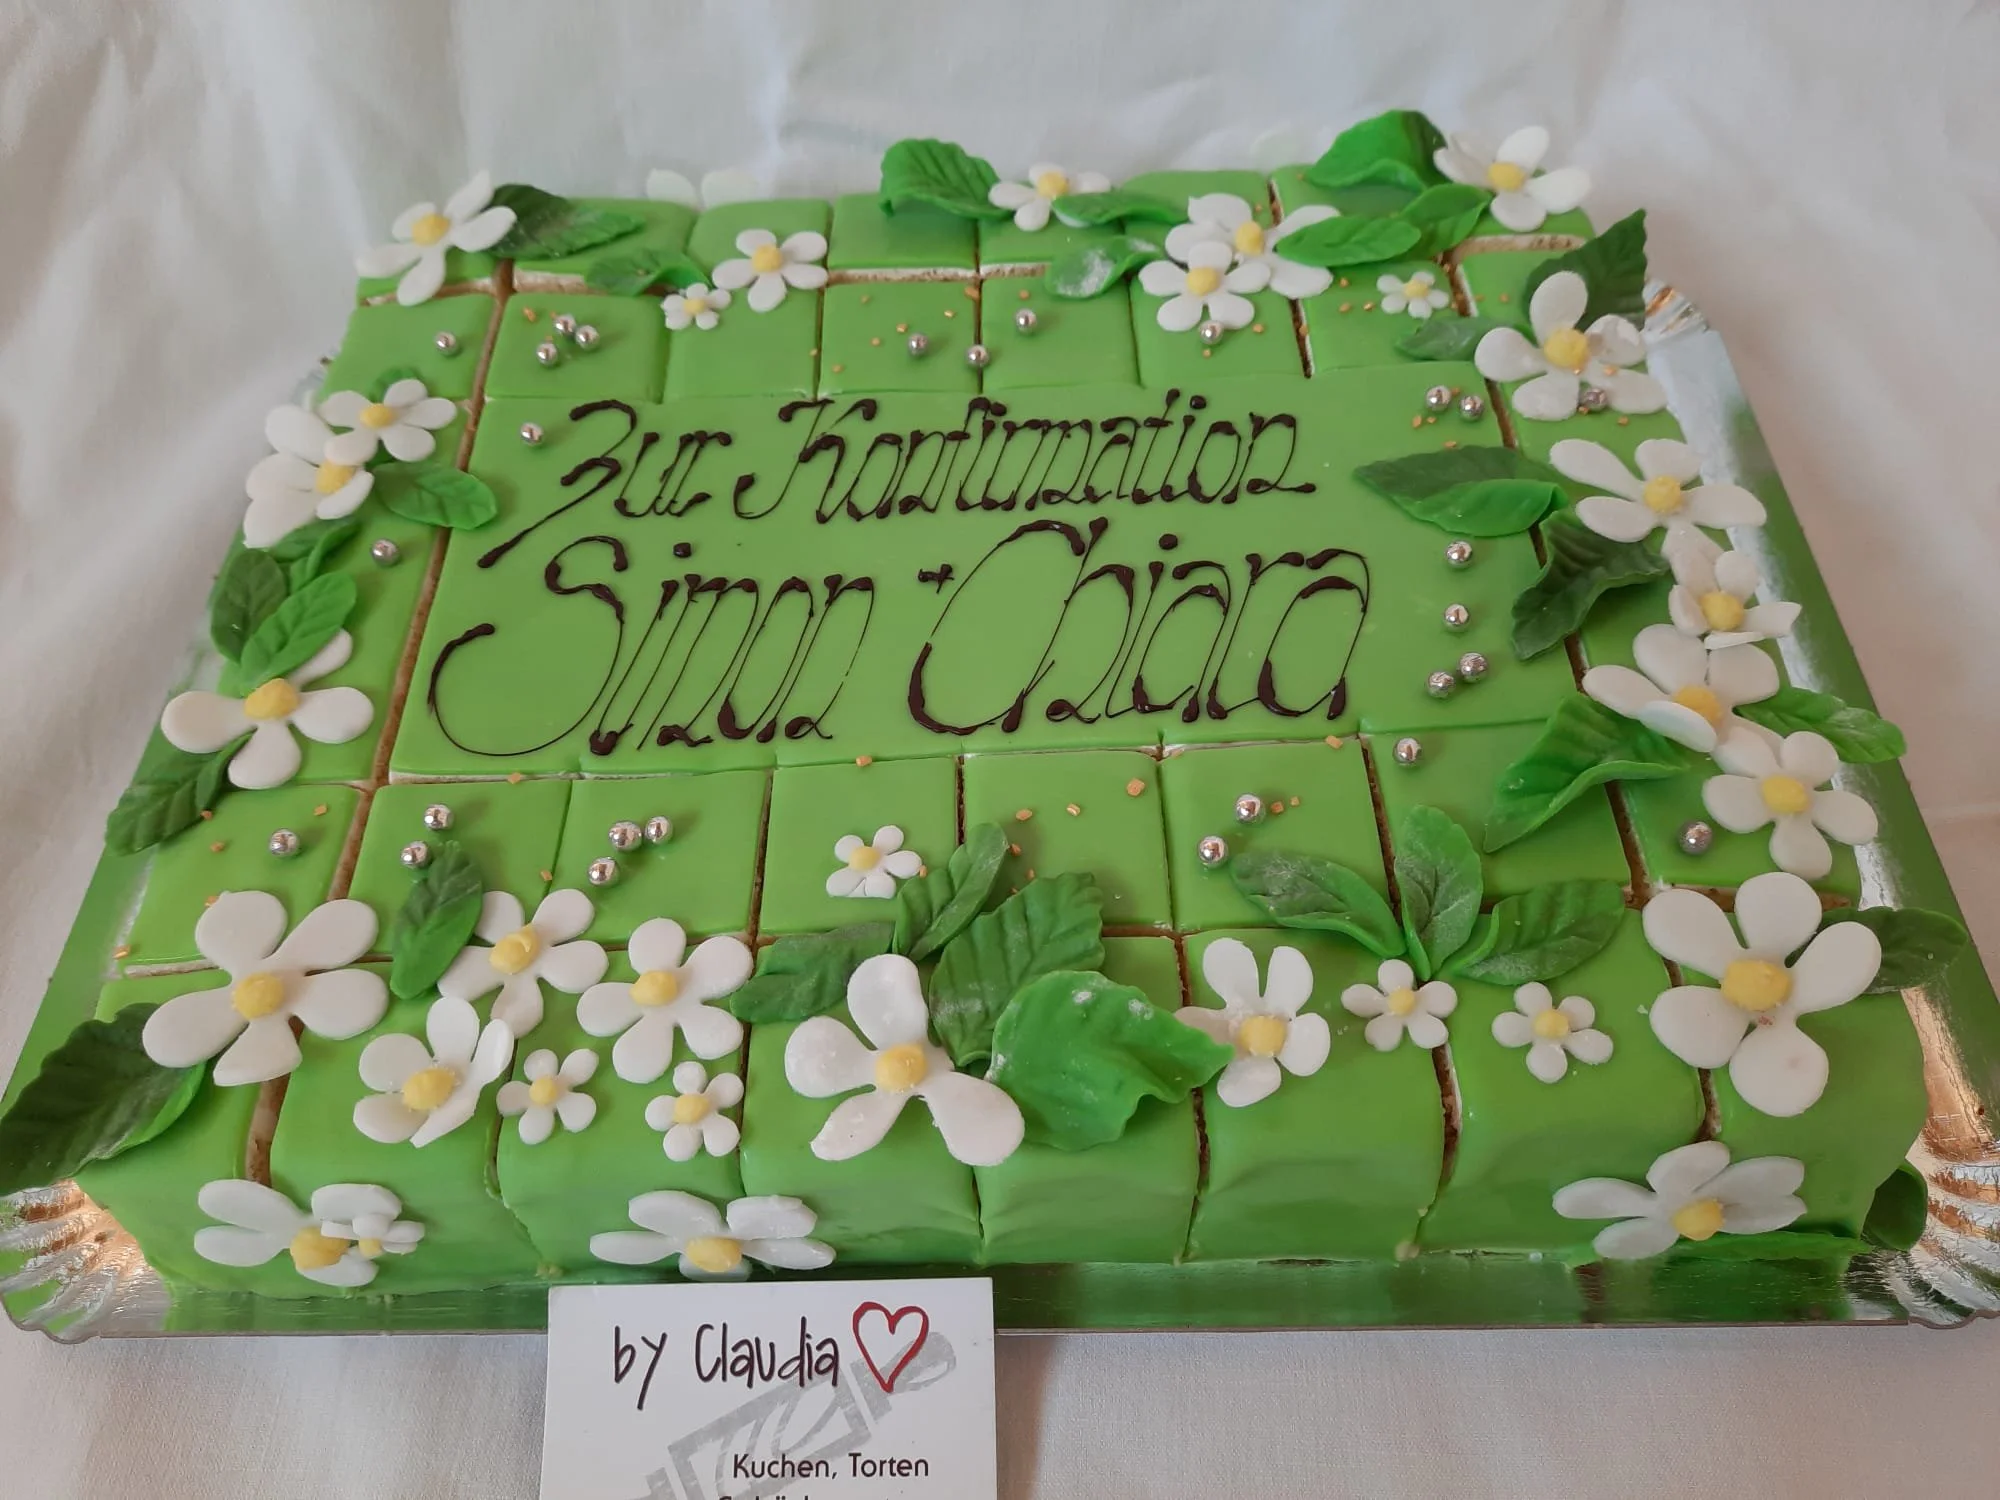 Zur Konfirmation
Simon + Chiara
by Claudia
Kuchen, Torten